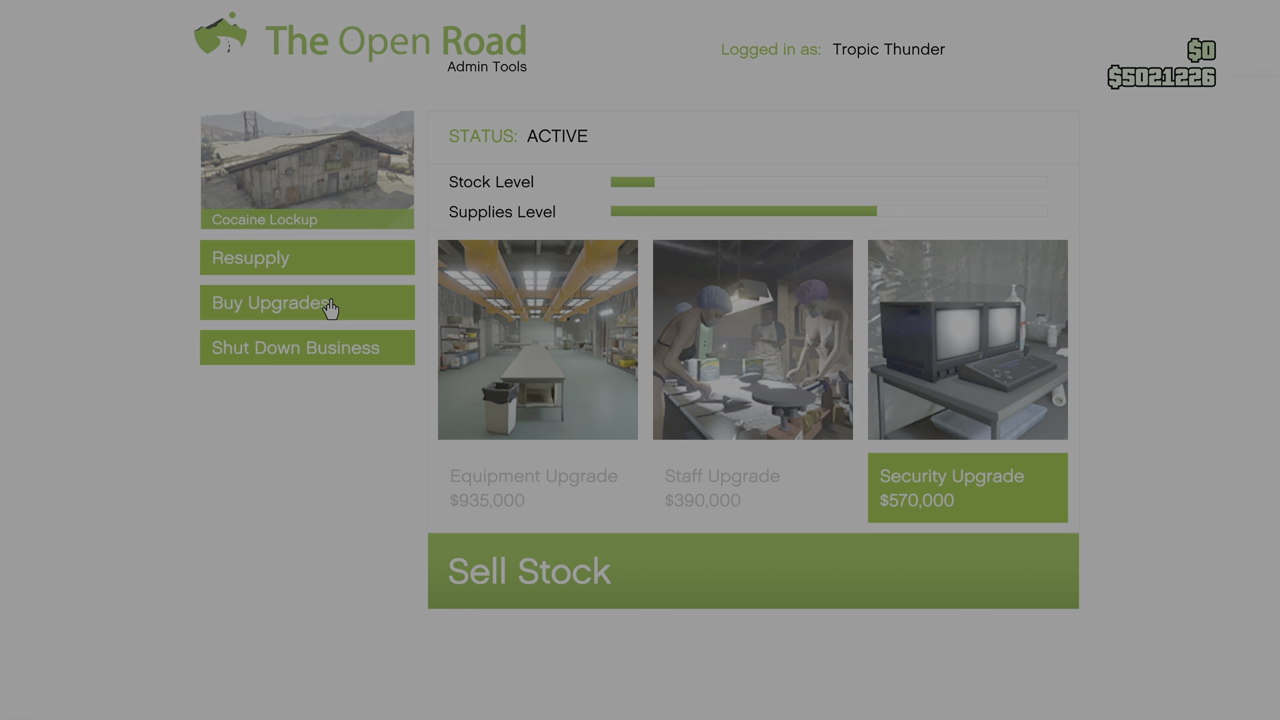 The Open Road
Admin Tools
Logged in as: Tropic Thunder
$0
$5021226
Cocaine Lockup
Resupply
Buy Upgrades
Shut Down Business
STATUS: ACTIVE
Stock Level
Supplies Level
Equipment Upgrade
$935,000
Staff Upgrade
$390,000
Security Upgrade
$570,000
Sell Stock